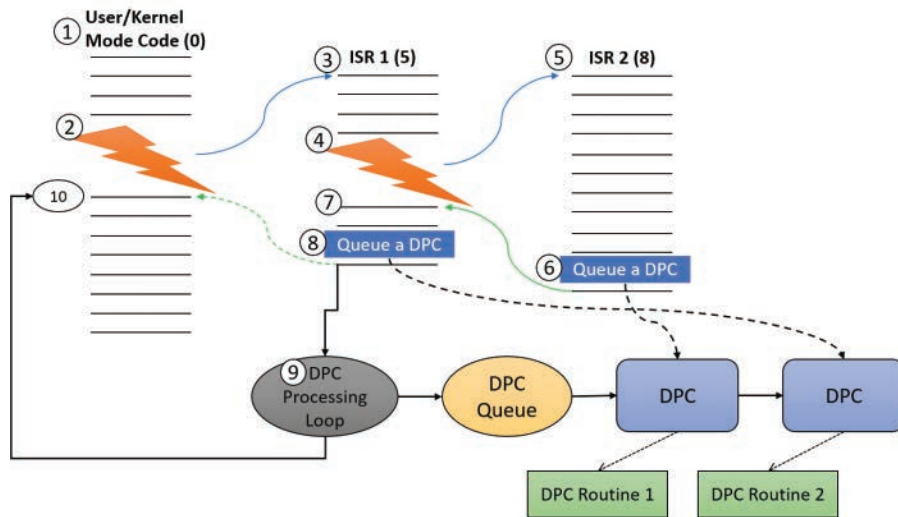 1
User/Kernel
Mode Code (0)
3
ISR 1 (5)
5
ISR 2 (8)
2
4
10
7
8
Queue a DPC
6
Queue a DPC
9
DPC
Processing
Loop
DPC
Queue
DPC
DPC
DPC Routine 1
DPC Routine 2